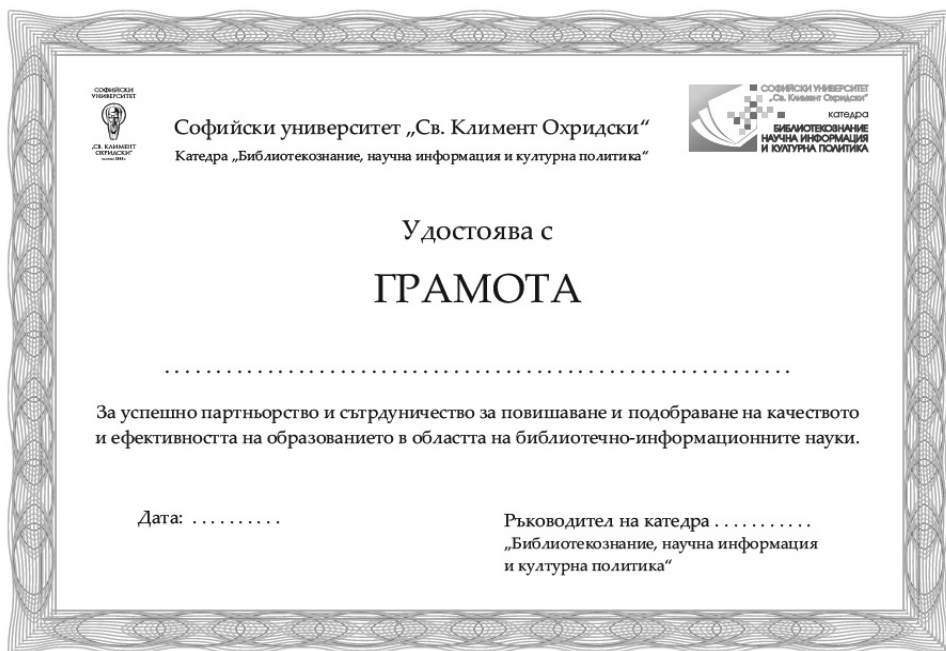 СОФИЙСКИ
УНИВЕРСИТЕТ
„СВ. КЛИМЕНТ
ОХРИДСКИ“
Софийски университет „Св. Климент Охридски“
Катедра „Библиотекознание, научна информация и културна политика“
СОФИЙСКИ УНИВЕРСИТЕТ
„Св. Климент Охридски“
катедра
БИБЛИОТЕКОЗНАНИЕ
НАУЧНА ИНФОРМАЦИЯ
И КУЛТУРНА ПОЛИТИКА
Удостоява с
ГРАМОТА
. . . . . . . . . . . . . . . . . . . . . . . . . . . . . . . . . . . . . . . . . . . . . . . . . . . . . . . . . . . . .
За успешно партньорство и сътрдуничество за повишаване и подобраване на качеството
и ефективността на образованието в областта на библиотечно-информационните науки.
Дата: . . . . . . . . . .
Ръководител на катедра . . . . . . . . . . .
„Библиотекознание, научна информация
и културна политика“